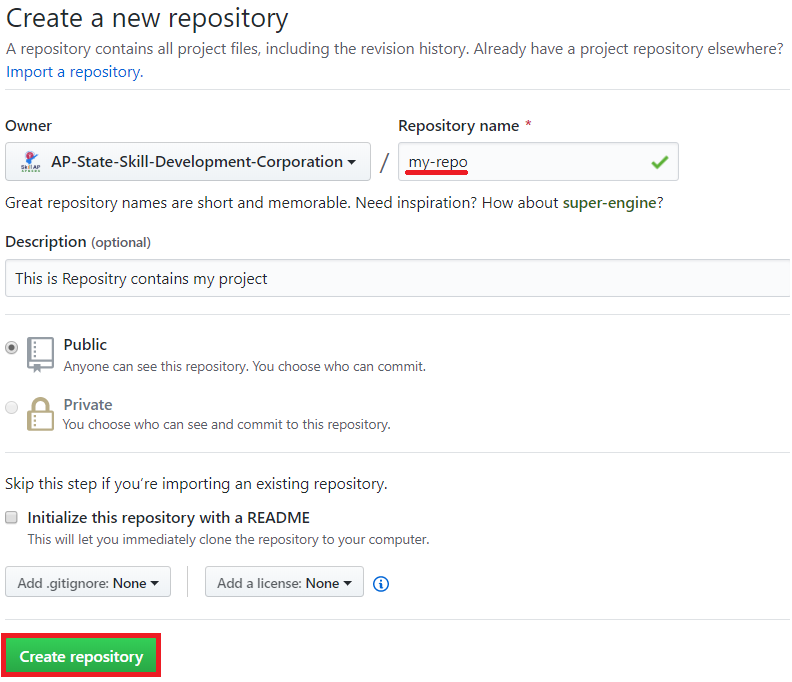 Create a new repository
A repository contains all project files, including the revision history. Already have a project repository elsewhere?
Import a repository.
Owner
Repository name *
AP-State-Skill-Development-Corporation
/
my-repo
Great repository names are short and memorable. Need inspiration? How about super-engine?
Description (optional)
This is Repositry contains my project
Public
Anyone can see this repository. You choose who can commit.
Private
You choose who can see and commit to this repository.
Skip this step if you’re importing an existing repository.
Initialize this repository with a README
This will let you immediately clone the repository to your computer.
Add .gitignore: None
Add a license: None
Create repository